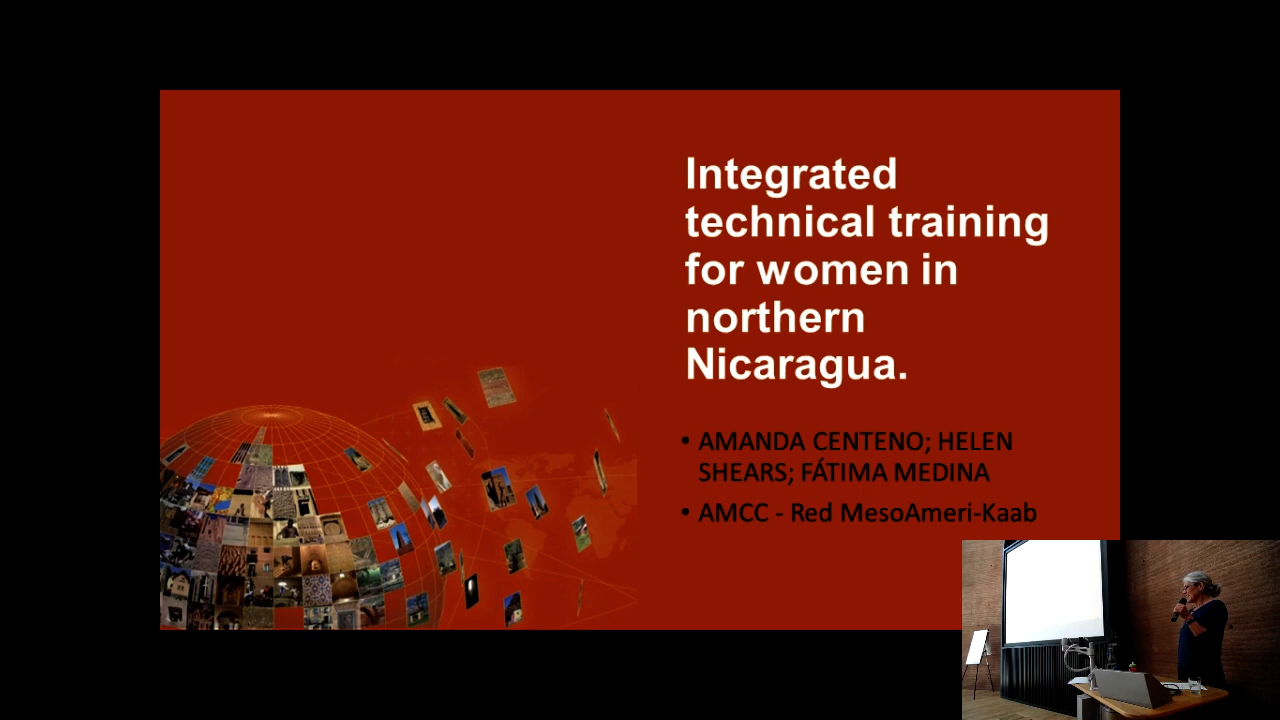 Integrated
technical training
for women in
northern
Nicaragua.
• AMANDA CENTENO; HELEN
SHEARS; FÁTIMA MEDINA
• AMCC - Red MesoAmeri-Kaab